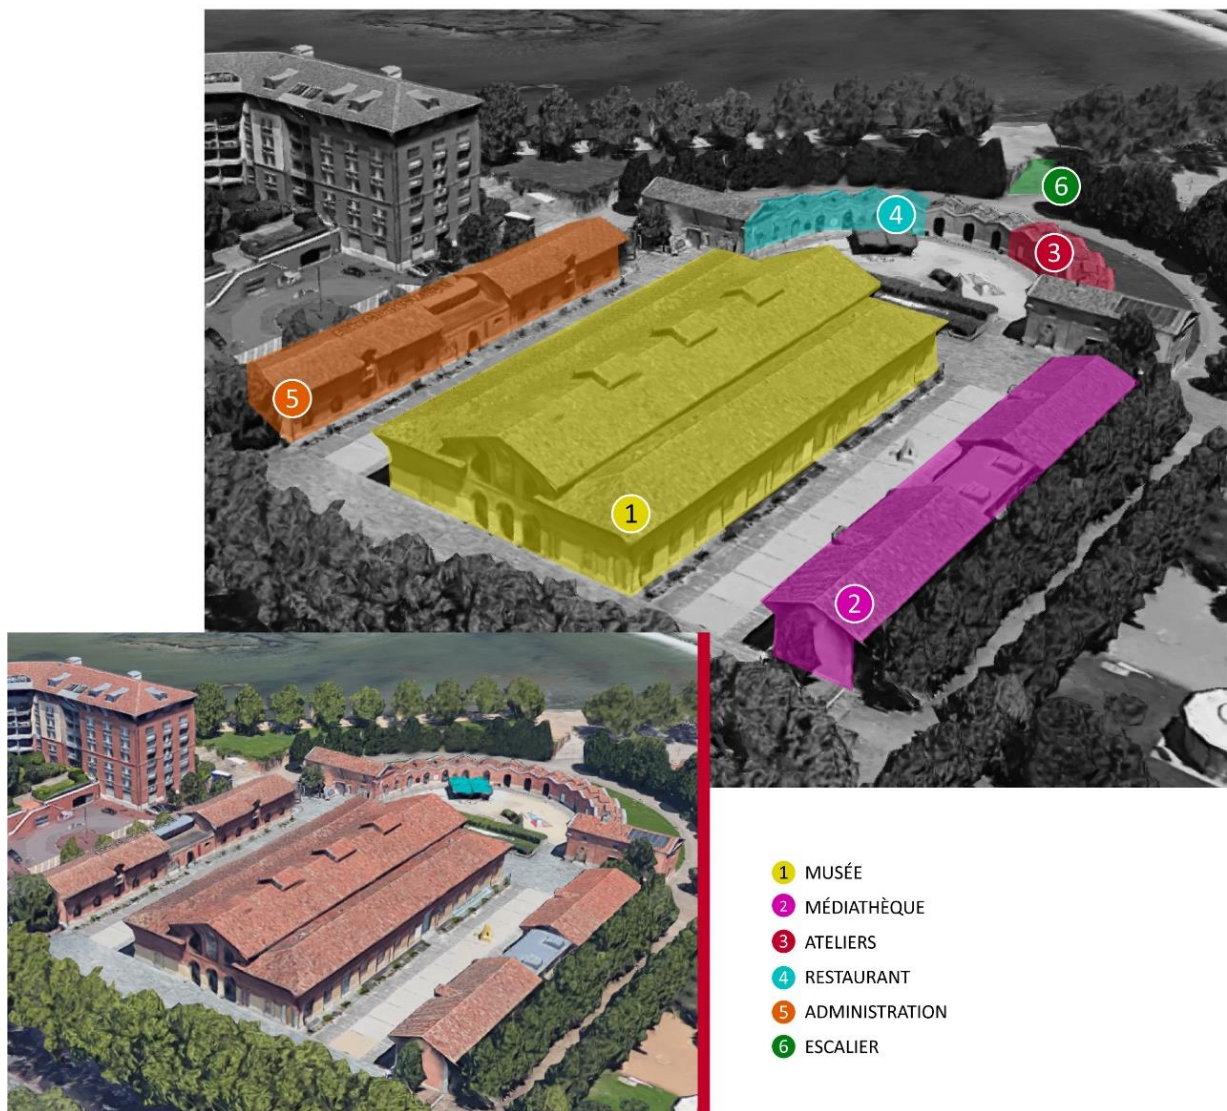 6
4
3
5
1
2
1 MUSÉE
2 MÉDIATHÈQUE
3 ATELIERS
4 RESTAURANT
5 ADMINISTRATION
6 ESCALIER